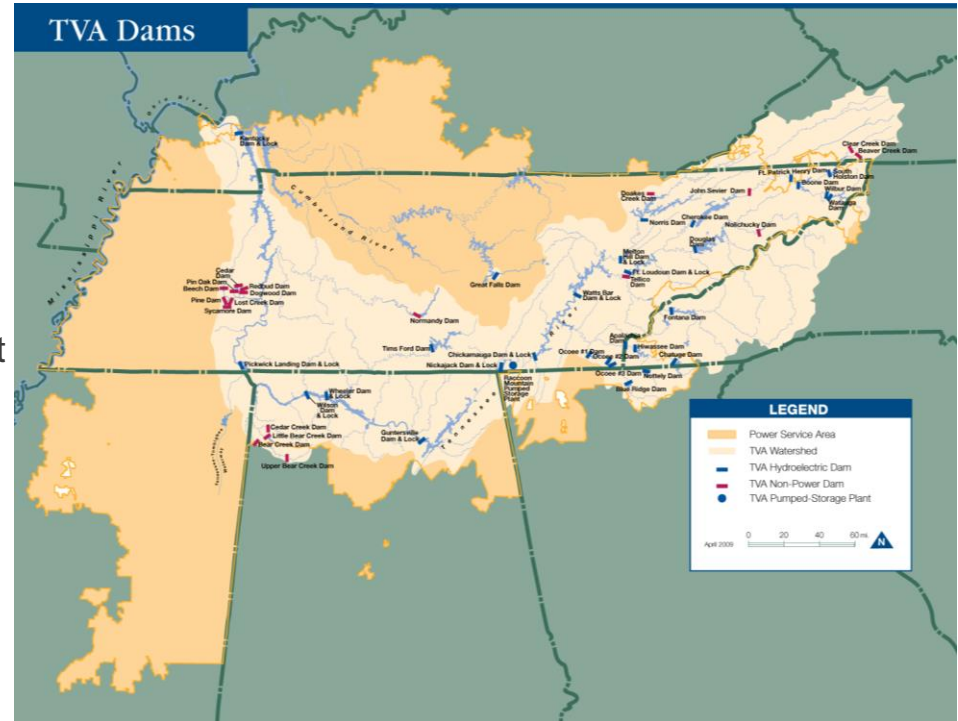 TVA Dams
Ohio River
Mississippi River
Kentucky
Dam & Lock
Cumberland River
Clear Creek Dam
Beaver Creek Dam
Ft. Patrick Henry Dam
South
Holston Dam
Boone Dam
Wilbur Dam
Watauga
Dam
Doakes
Creek Dam
John Sevier Dam
Norris Dam
Cherokee Dam
Nolichucky Dam
Douglas
Dam
Melton
Hill Dam
& Lock
Ft. Loudoun Dam & Lock
Tellico
Dam
Great Falls Dam
Watts Bar
Dam & Lock
Cedar
Dam
Pin Oak Dam
Redbud Dam
Beech Dam
Dogwood Dam
Pine Dam
Lost Creek Dam
Sycamore Dam
Normandy Dam
Fontana Dam
t
Tims Ford Dam
River
Apalachia
Dam
Hiwassee Dam
Chickamauga Dam & Lock
Ocoee #1 Dam
Ocoee #2 Dam
Chatuge Dam
Pickwick Landing Dam & Lock
Nickajack Dam & Lock
Ocoee #3 Dam
Nottely Dam
Raccoon
Mountain
Pumped
Storage
Plant
Blue Ridge Dam
Wheeler Dam
& Lock
Wilson
Dam
& Lock
Tennessee
Cedar Creek Dam
Little Bear Creek Dam
Bear Creek Dam
Guntersville
Dam & Lock
Upper Bear Creek Dam
LEGEND
Power Service Area
TVA Watershed
TVA Hydroelectric Dam
TVA Non-Power Dam
TVA Pumped-Storage Plant
April 2009
0 20 40 60 mi.
N